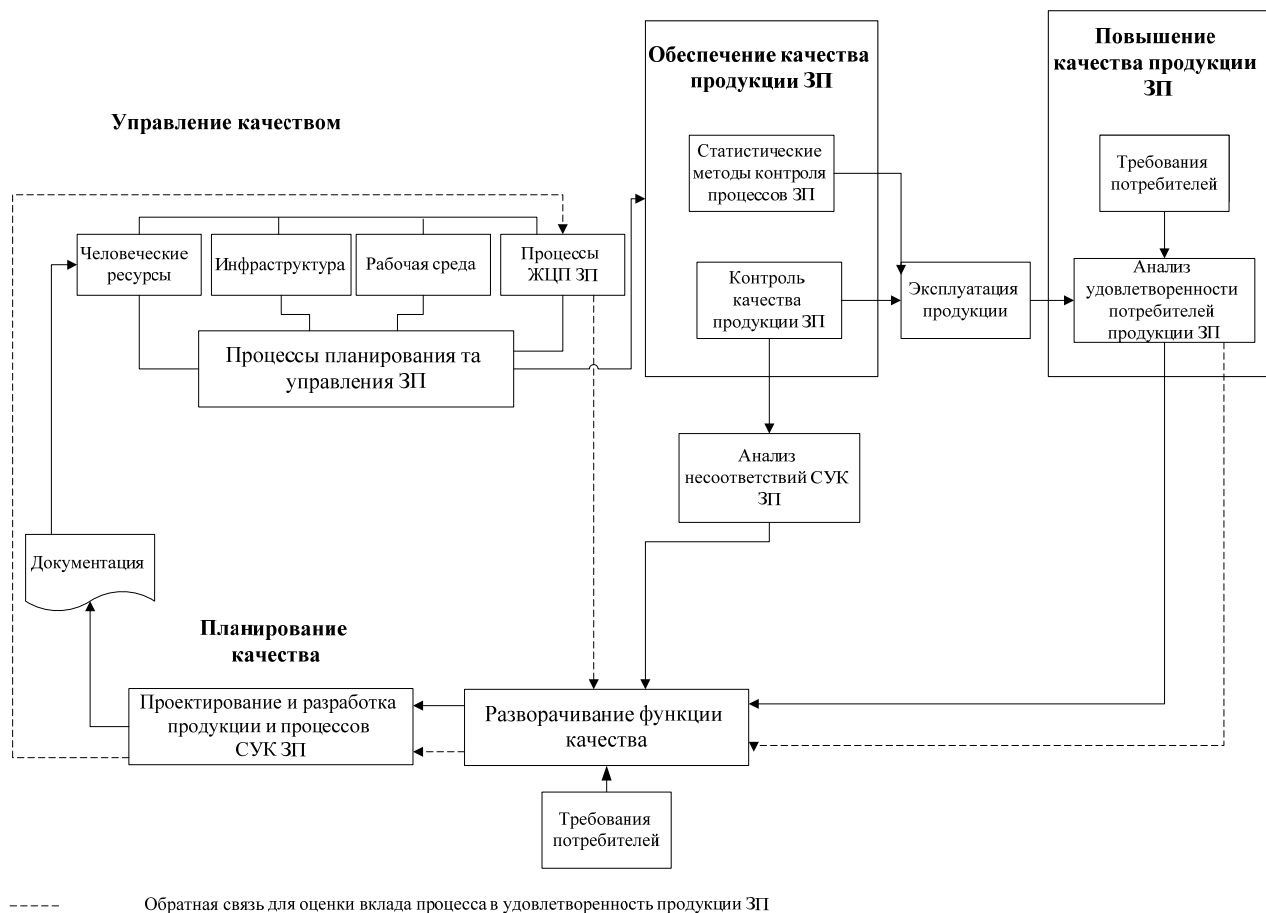 Управление качеством
Обеспечение качества
продукции ЗП
Повышение
качества продукции
ЗП
Статистические
методы контроля
процессов ЗП
Требования
потребителей
Человеческие
ресурсы
Инфраструктура
Рабочая среда
Процессы
ЖЦП ЗП
Контроль
качества
продукции ЗП
Эксплуатация
продукции
Анализ
удовлетворенности
потребителей
продукции ЗП
Процессы планирования та
управления ЗП
Анализ
несоответствий СУК
ЗП
Документация
Планирование
качества
Проектирование и разработка
продукции и процессов
СУК ЗП
Разворачивание функции
качества
Требования
потребителей
Обратная связь для оценки вклада процесса в удовлетворенность продукции ЗП